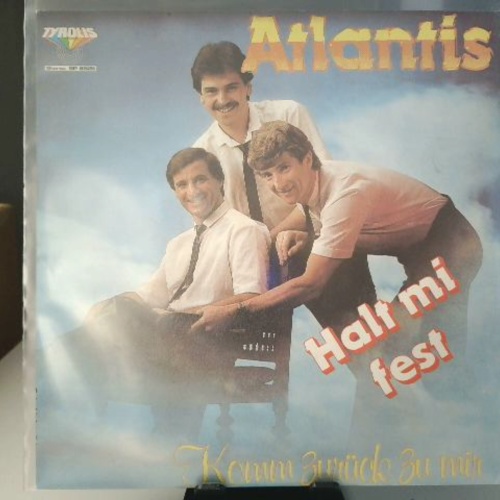 TYROLIS
Atlantis
Halt mi
fest
Komm zurück zu mir